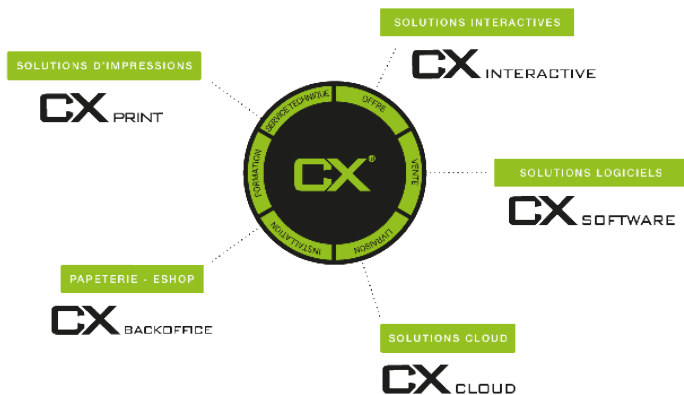 SOLUTIONS INTERACTIVES
CX INTERACTIVE
SOLUTIONS D'IMPRESSIONS
CX PRINT
SERVICE TECHNIQUE
OFFRE
VENTE
LIVRAISON
INSTALLATION
FORMATION
CX®
SOLUTIONS LOGICIELS
CX SOFTWARE
PAPETERIE - ESHOP
CX BACKOFFICE
SOLUTIONS CLOUD
CX CLOUD